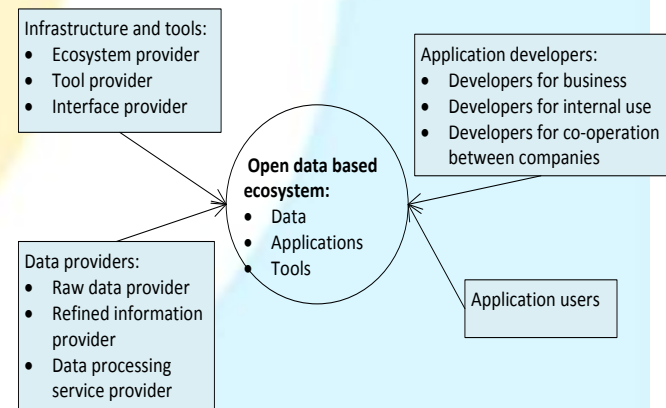 Infrastructure and tools:
• Ecosystem provider
• Tool provider
• Interface provider
Application developers:
• Developers for business
• Developers for internal use
• Developers for co-operation
between companies
Open data based
ecosystem:
• Data
• Applications
• Tools
Data providers:
• Raw data provider
• Refined information
provider
• Data processing
service provider
Application users